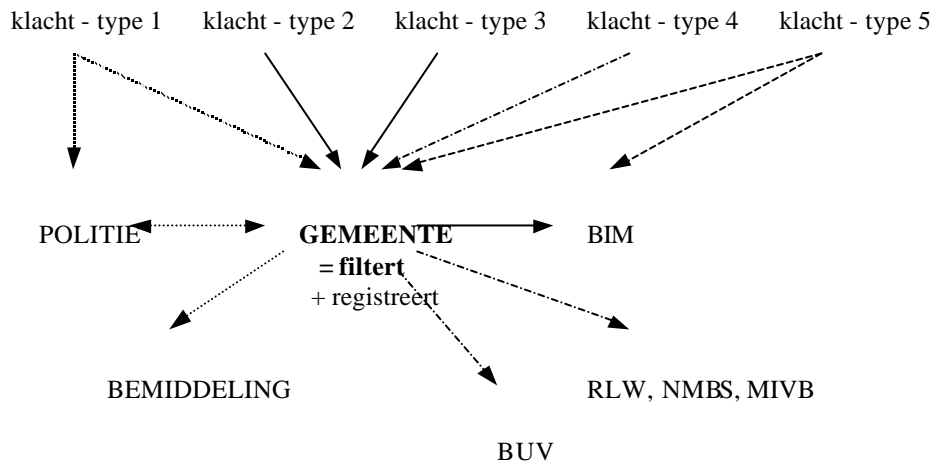 klacht - type 1 klacht - type 2 klacht - type 3 klacht - type 4 klacht - type 5
POLITIE GEMEENTE BIM
= filtert
+ registreert
BEMIDDELING RLW, NMBS, MIVB
BUV